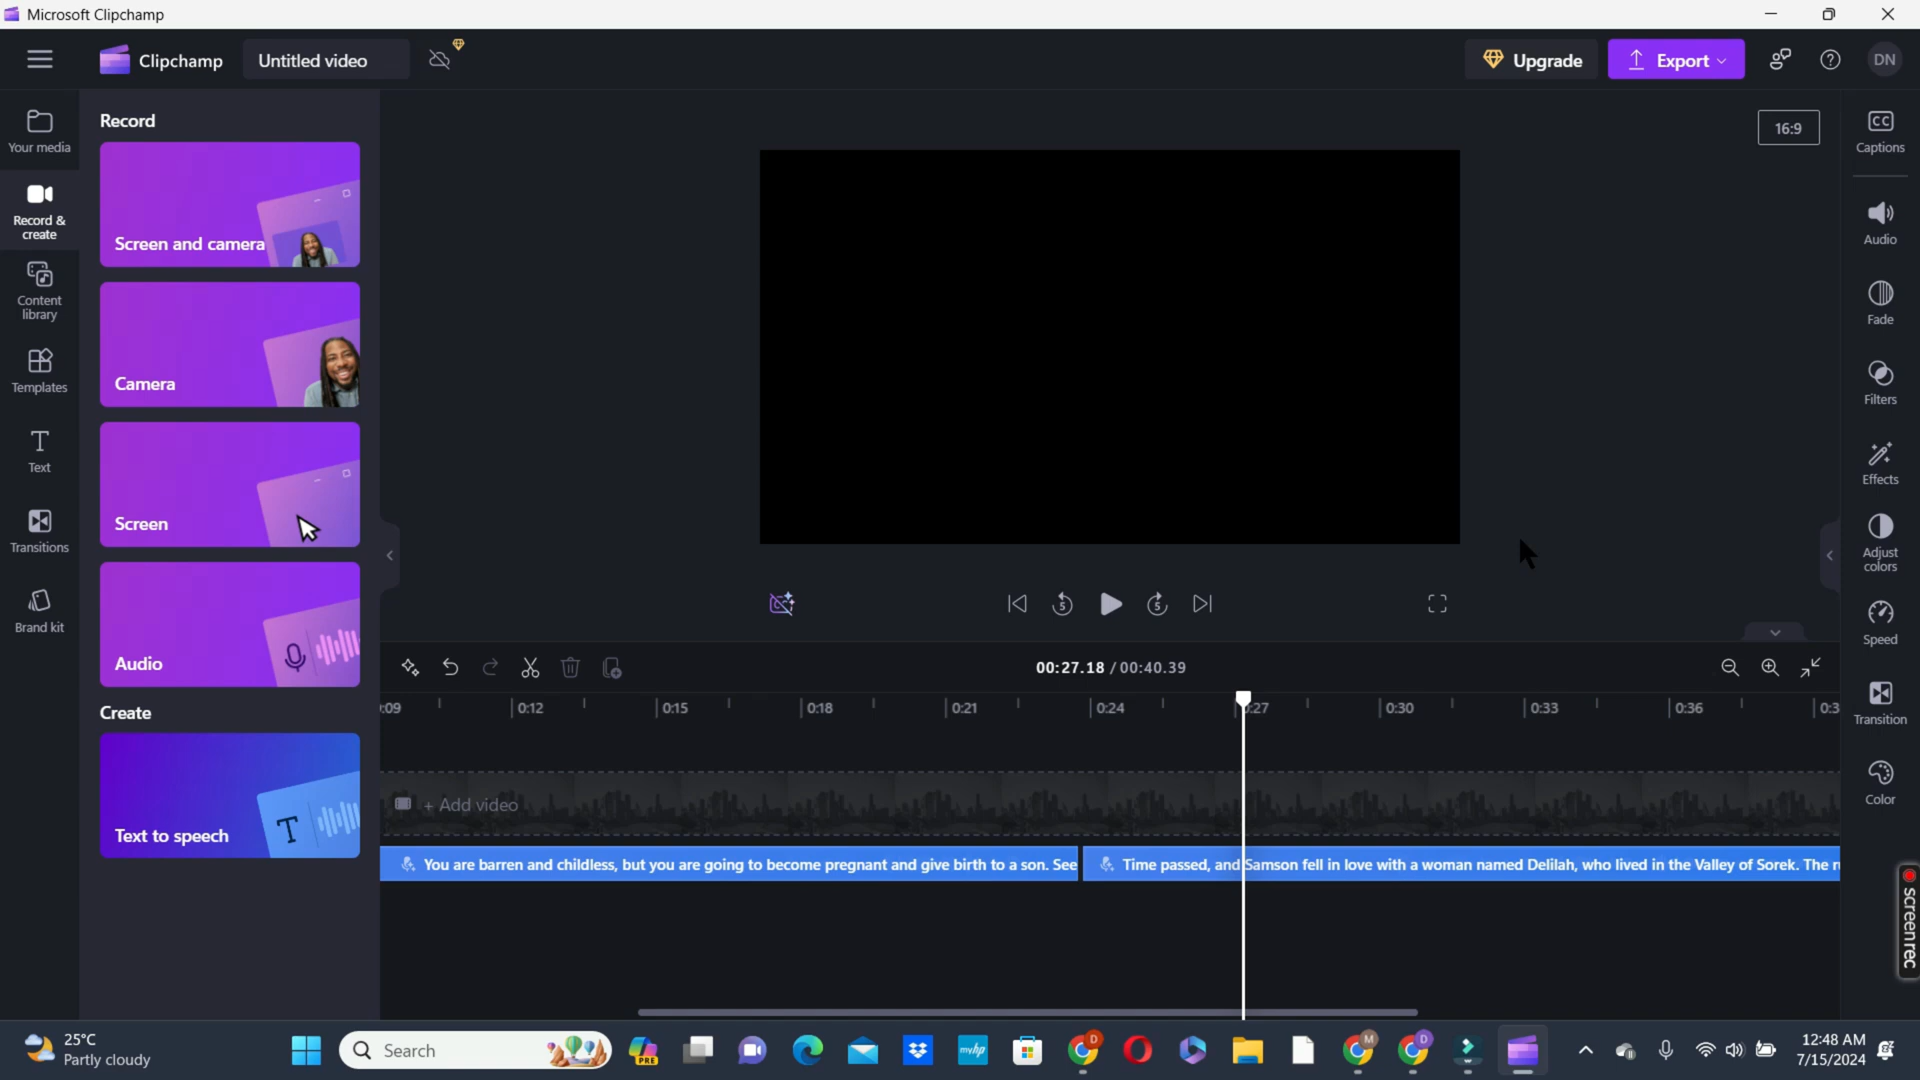 Microsoft Clipchamp
Clipchamp
Untitled video
Upgrade
Export
DN
Your media
Record &
create
Content
library
Templates
Text
Transitions
Brand kit
Record
Screen and camera
Camera
Screen
Audio
Create
Text to speech
16:9
5
5
00:27.18 / 00:40.39
:09
0:12
0:15
0:18
0:21
0:24
:27
0:30
0:33
0:36
0:3
+ Add video
You are barren and childless, but you are going to become pregnant and give birth to a son. See
Time passed, and Samson fell in love with a woman named Delilah, who lived in the Valley of Sorek. The
CC
Captions
Audio
Fade
Filters
Effects
Adjust
colors
Speed
Transition
Color
screenrec
25°C
Partly cloudy
Search
PRE
myhp
D
M
D
12:48 AM
7/15/2024